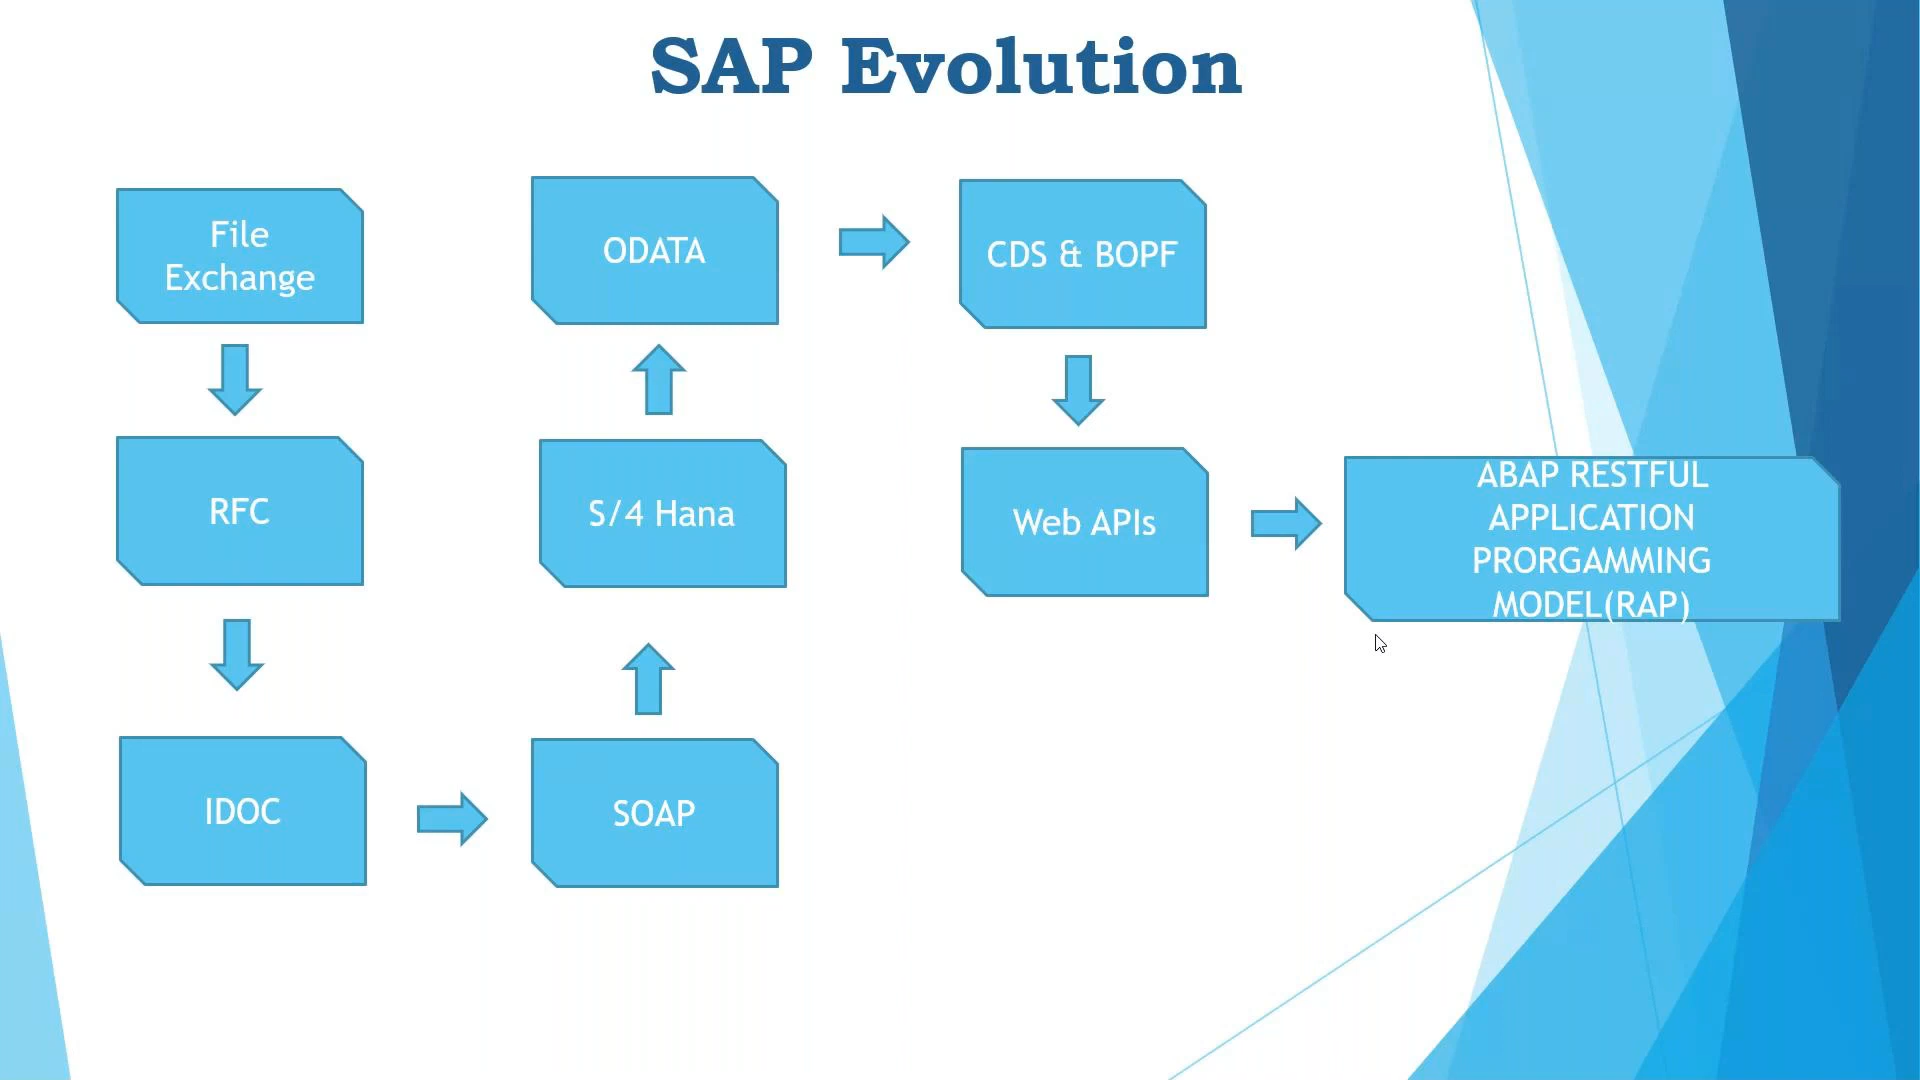 SAP Evolution
File
Exchange
RFC
IDOC
SOAP
S/4 Hana
ODATA
CDS & BOPF
Web APIs
ABAP RESTFUL
APPLICATION
PRORGAMMING
MODEL(RAP)